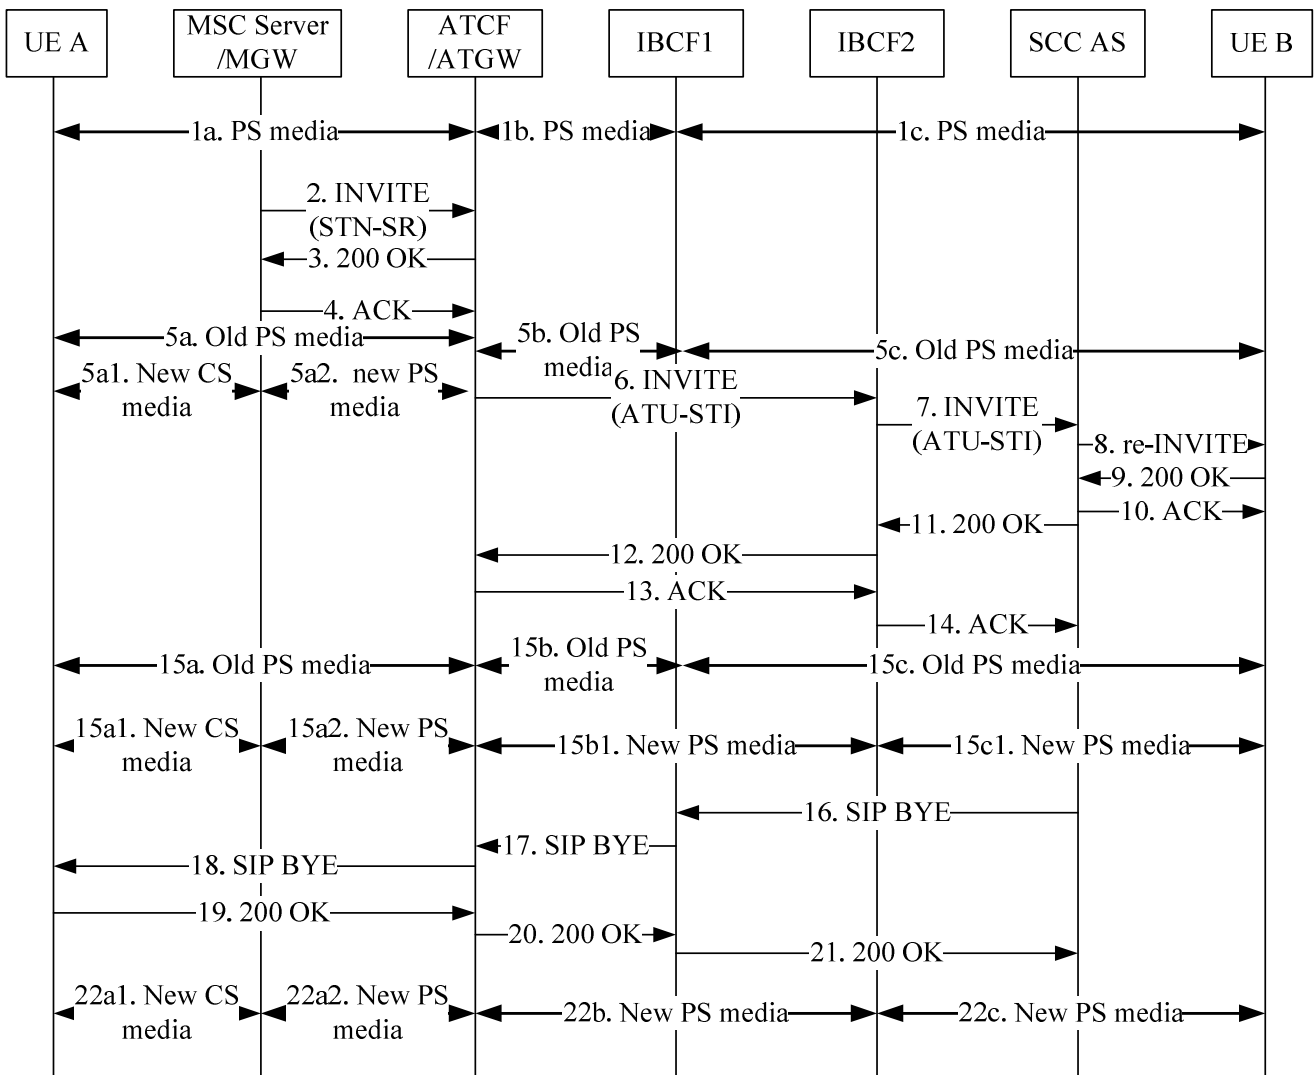 UE A
MSC Server
/MGW
ATCF
/ATGW
IBCF1
IBCF2
SCC AS
UE B
1a. PS media
1b. PS media
1c. PS media
2. INVITE
(STN-SR)
3. 200 OK
4. ACK
5a. Old PS media
5b. Old PS
media
5c. Old PS media
5a1. New CS
media
5a2. new PS
media
6. INVITE
(ATU-STI)
7. INVITE
(ATU-STI)
8. re-INVITE
9. 200 OK
10. ACK
11. 200 OK
12. 200 OK
13. ACK
14. ACK
15a. Old PS media
15b. Old PS
media
15c. Old PS media
15a1. New CS
media
15a2. New PS
media
15b1. New PS media
15c1. New PS media
16. SIP BYE
17. SIP BYE
18. SIP BYE
19. 200 OK
20. 200 OK
21. 200 OK
22a1. New CS
media
22a2. New PS
media
22b. New PS media
22c. New PS media